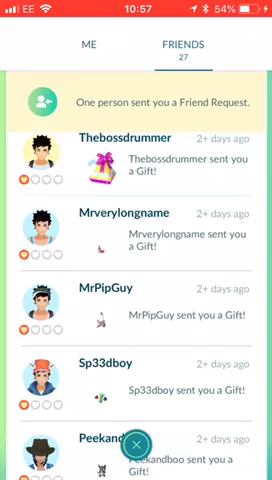 EE 10:57 54%
ME FRIENDS
27
One person sent you a Friend Request.
Thebossdrummer 2+ days ago
Thebossdrummer sent you
a Gift!
Mrverylongname 2+ days ago
Mrverylongname sent you
a Gift!
MrPipGuy 2+ days ago
MrPipGuy sent you a Gift!
Sp33dboy 2+ days ago
Sp33dboy sent you a Gift!
Peekand 2+ days ago
eekandboo sent you a
Gift!